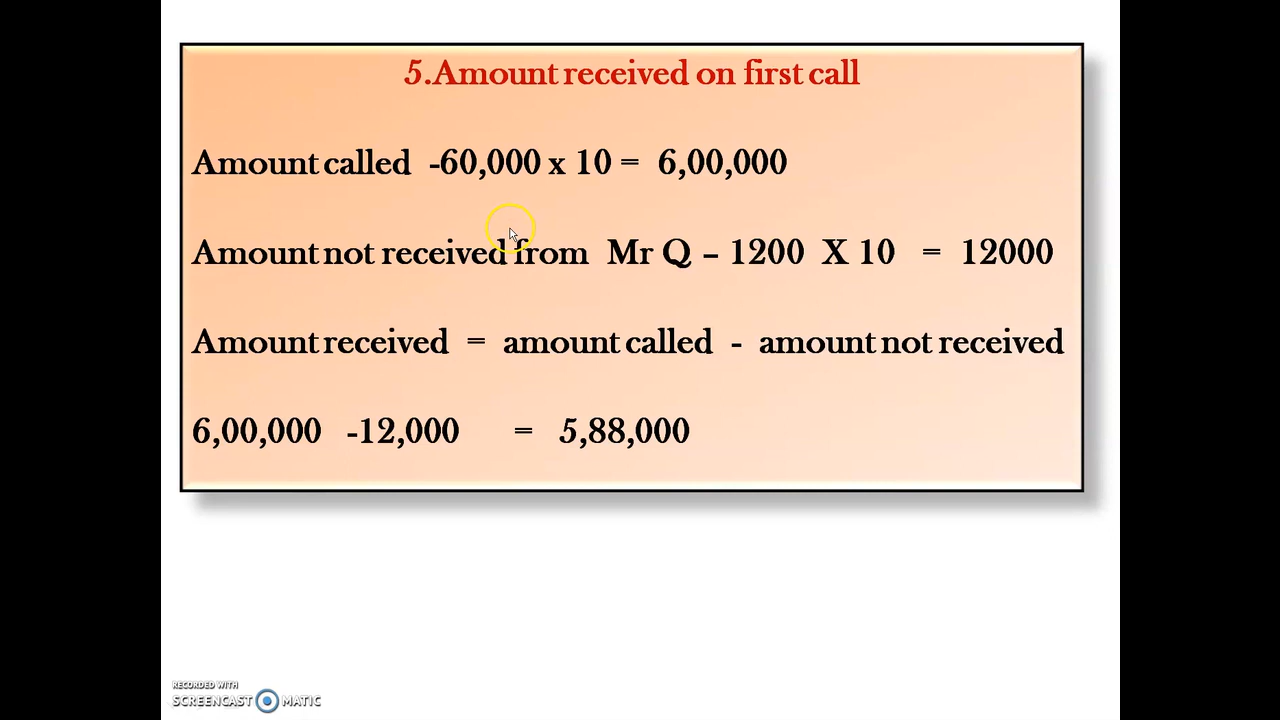 5.Amount received on first call
Amount called -60,000 x 10 = 6,00,000
Amount not received from Mr Q – 1200 X 10 = 12000
Amount received = amount called - amount not received
6,00,000 -12,000 = 5,88,000
RECORDED WITH
SCREENCAST MATIC